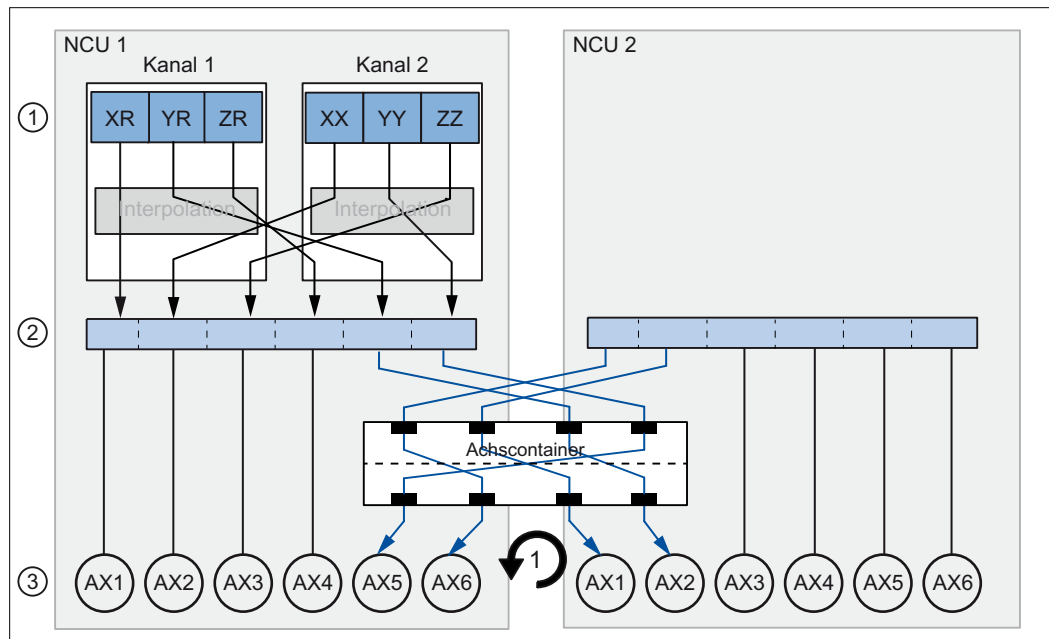 NCU 1
NCU 2
Kanal 1
Kanal 2
1
XR YR ZR
XX YY ZZ
Interpolation
Interpolation
2
Achscontainer
1
3
AX1 AX2 AX3 AX4 AX5 AX6
AX1 AX2 AX3 AX4 AX5 AX6